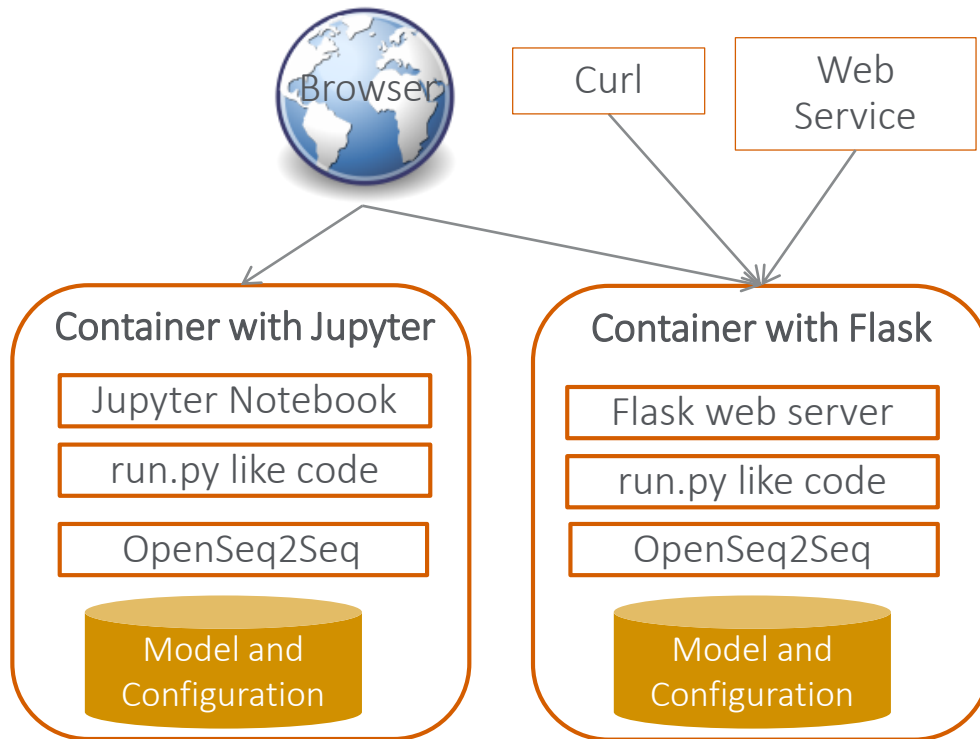 Browser
Curl
Web
Service
Container with Jupyter
Jupyter Notebook
run.py like code
OpenSeq2Seq
Model and
Configuration
Container with Flask
Flask web server
run.py like code
OpenSeq2Seq
Model and
Configuration